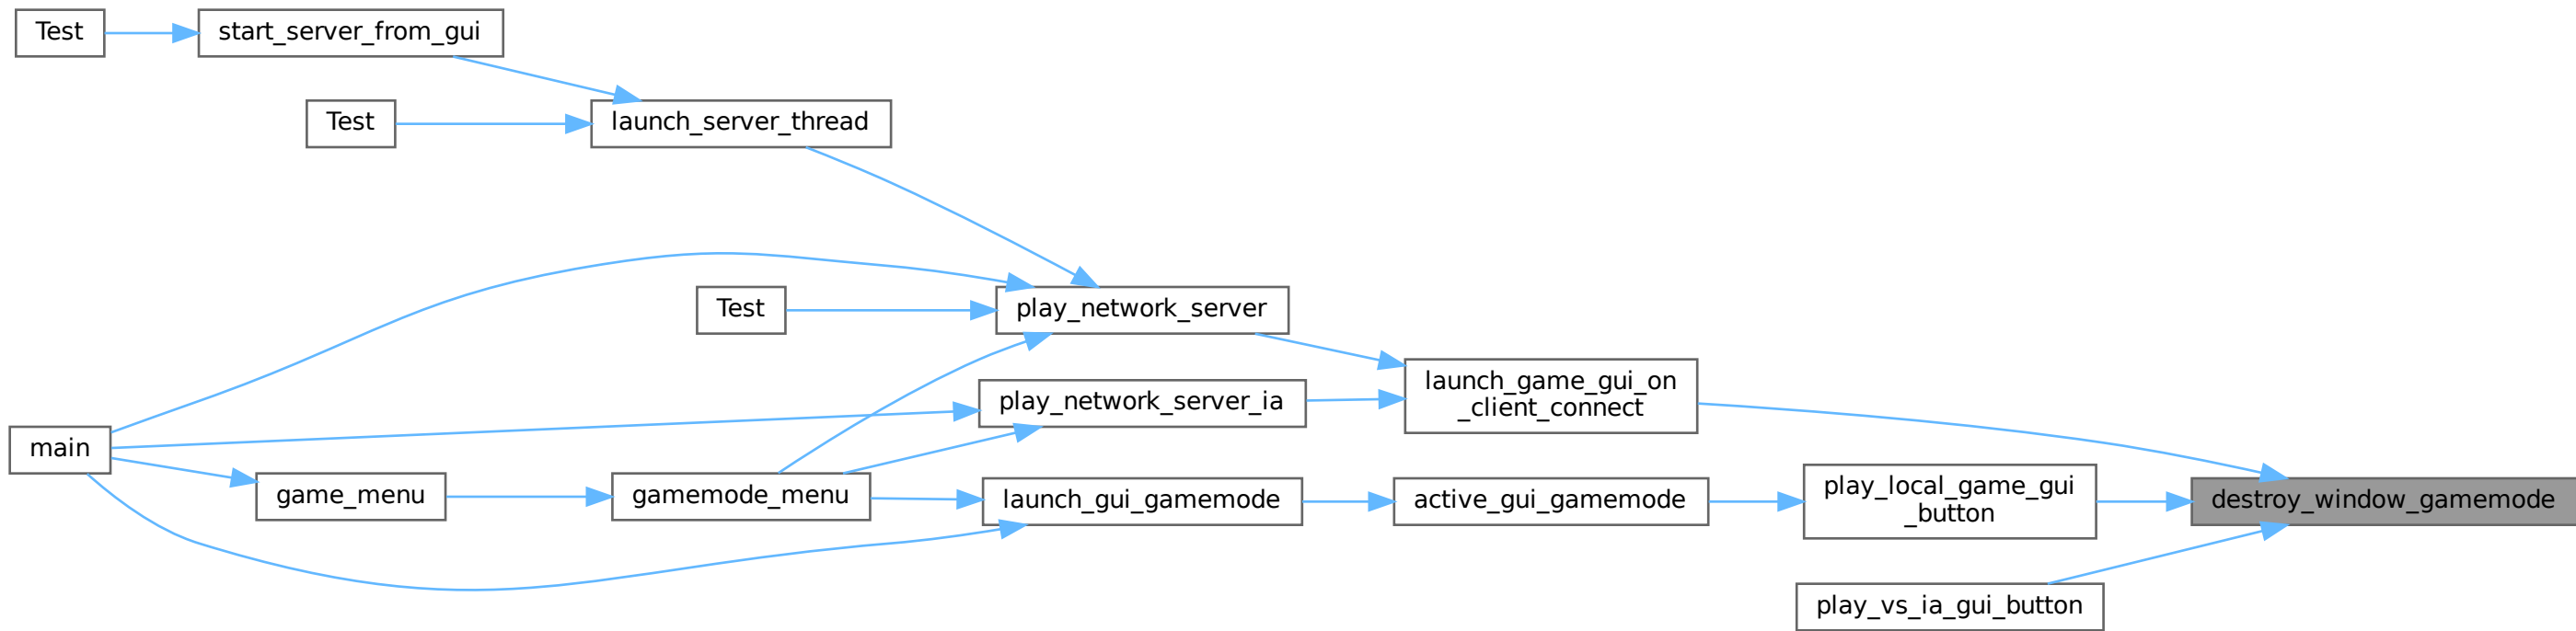 Test
start_server_from_gui
Test
launch_server_thread
Test
play_network_server
launch_game_gui_on
_client_connect
play_network_server_ia
main
game_menu
gamemode_menu
launch_gui_gamemode
active_gui_gamemode
play_local_game_gui
_button
destroy_window_gamemode
play_vs_ia_gui_button